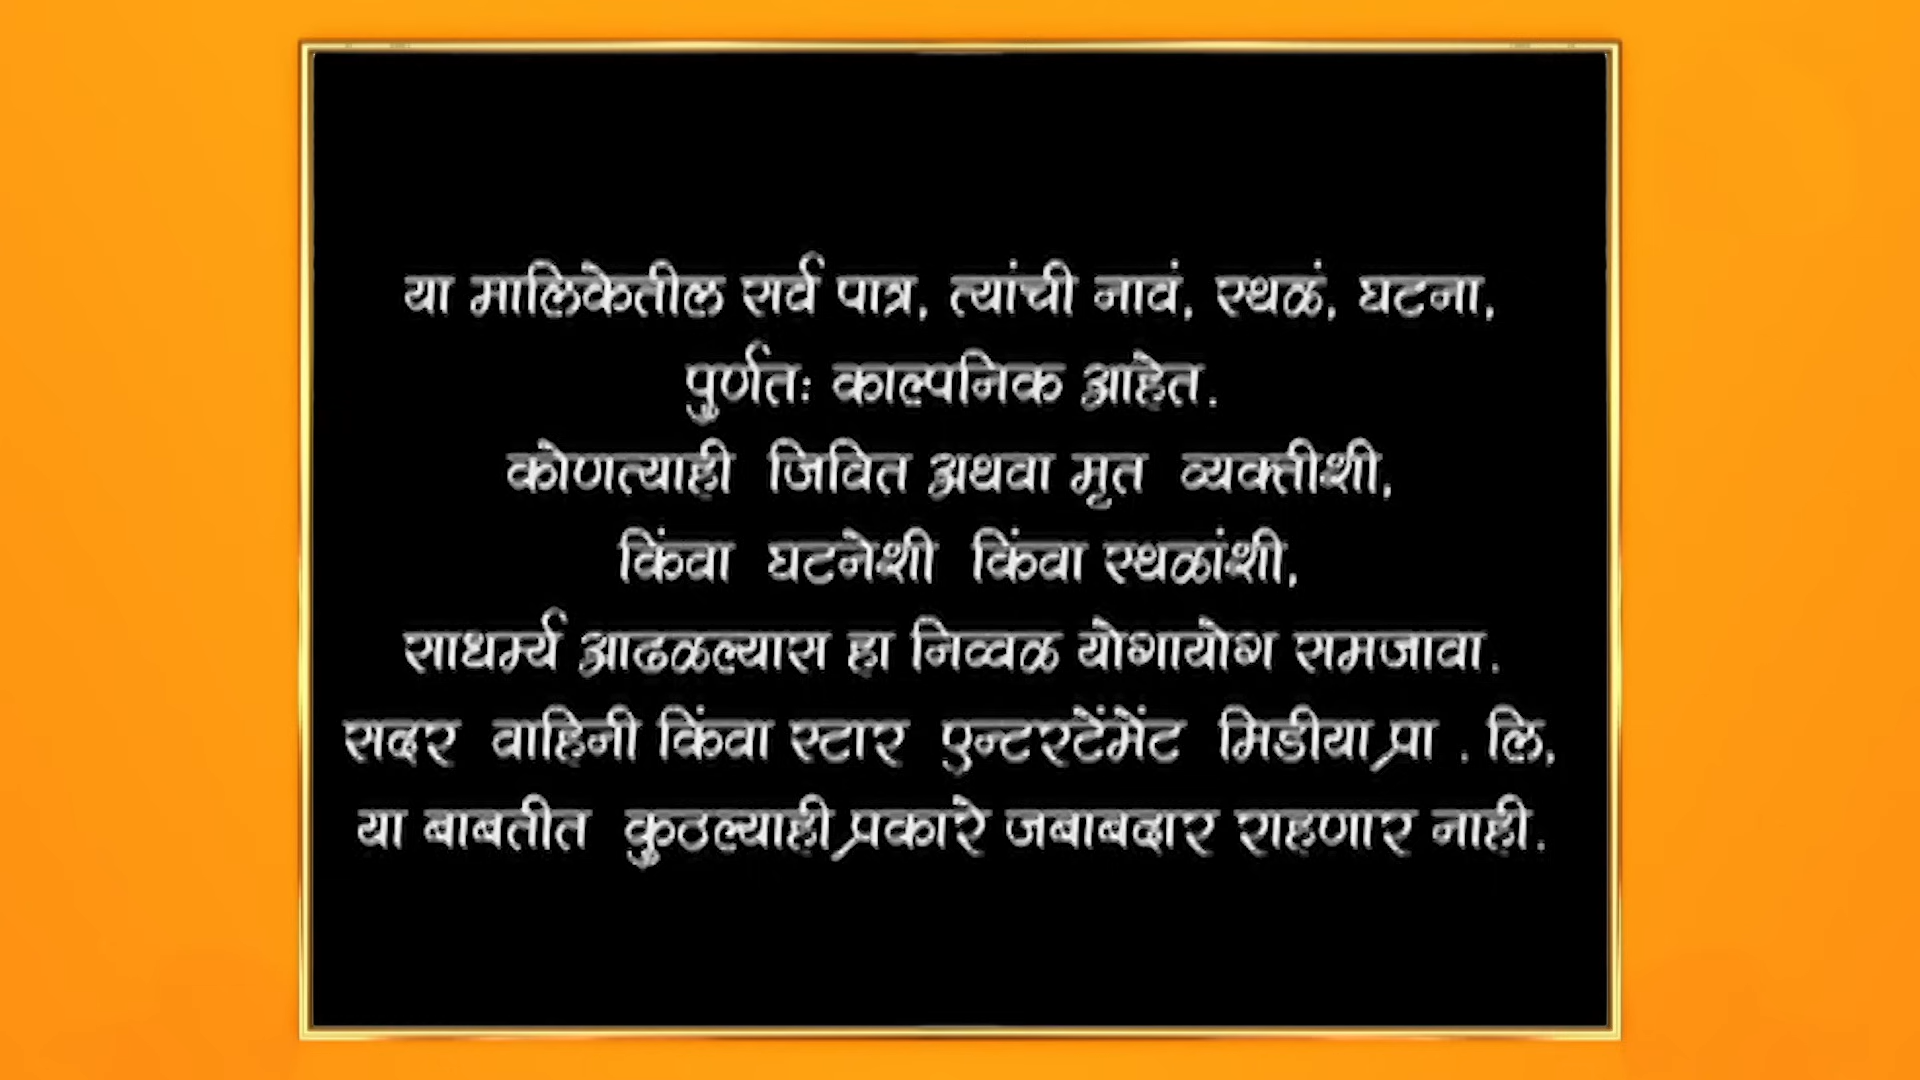 या मालिकेतील सर्व पात्र, त्यांची नावं, स्थळं, घटना,
पुर्णतः काल्पनिक आहेत.
कोणत्याही जिवित अथवा मृत व्यक्तीशी,
किंवा घटनेशी किंवा स्थळांशी,
साधर्म्य आढळल्यास हा निव्वळ योगायोग समजावा.
सदर वाहिनी किंवा स्टार एन्टरटेंमेंट मिडीया प्रा . लि,
या बाबतीत कुठल्याही प्रकारे जबाबदार राहणार नाही.